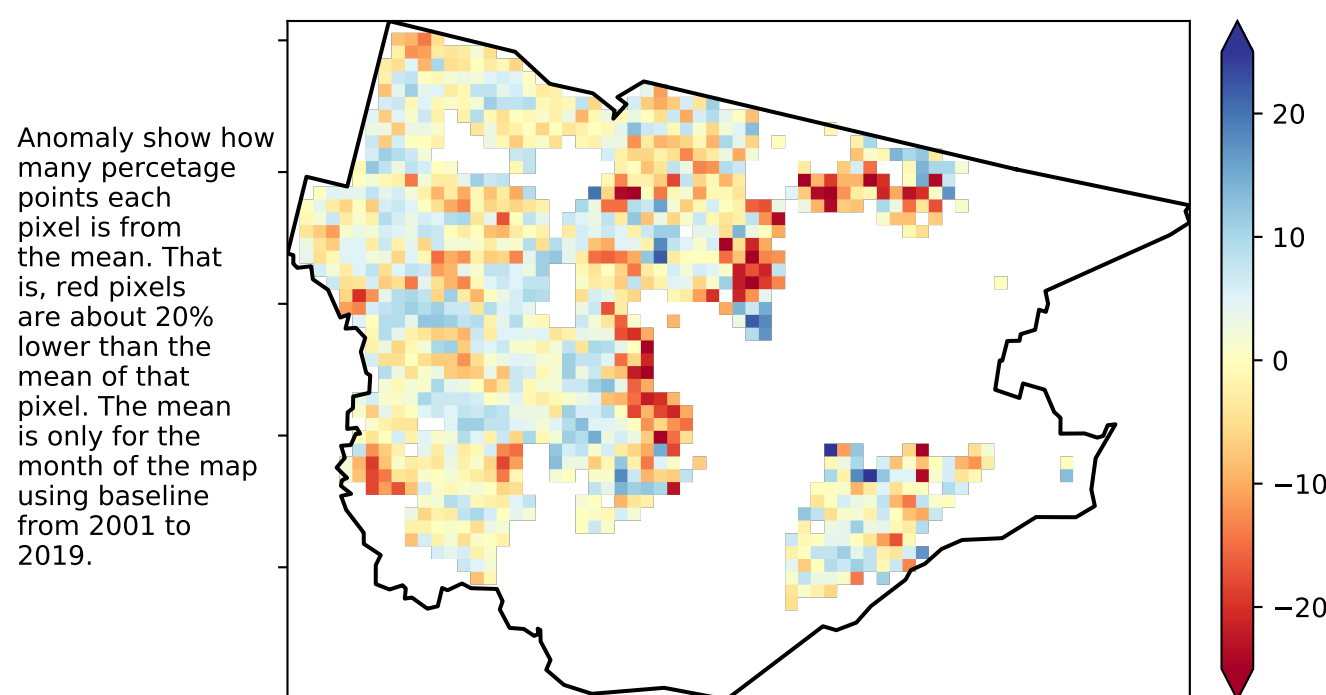 Anomaly show how
many percetage
points each
pixel is from
the mean. That
is, red pixels
are about 20%
lower than the
mean of that
pixel. The mean
is only for the
month of the map
using baseline
from 2001 to
2019.
20
10
0
−10
−20